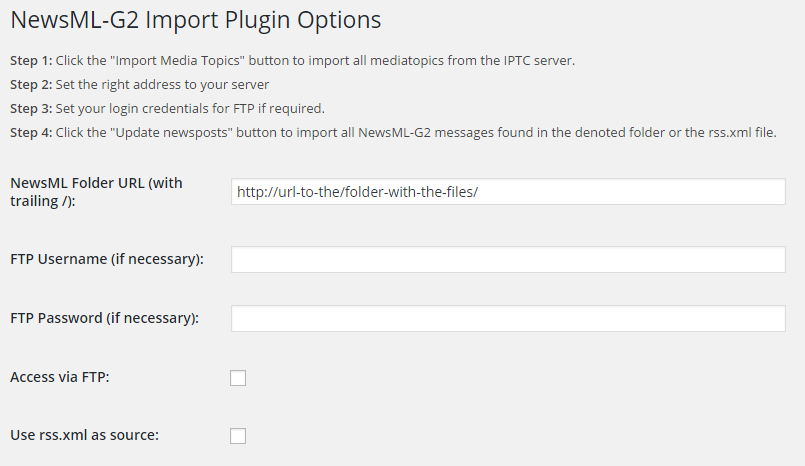 NewsML-G2 Import Plugin Options
Step 1: Click the "Import Media Topics" button to import all mediatopics from the IPTC server.
Step 2: Set the right address to your server
Step 3: Set your login credentials for FTP if required.
Step 4: Click the "Update newsposts" button to import all NewsML-G2 messages found in the denoted folder or the rss.xml file.
NewsML Folder URL (with
trailing /):
http://url-to-the/folder-with-the-files/
FTP Username (if necessary):
FTP Password (if necessary):
Access via FTP:
Use rss.xml as source: